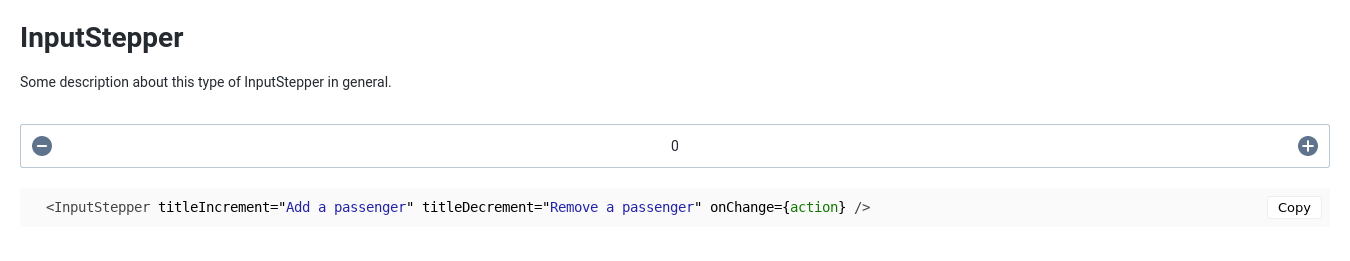 InputStepper
Some description about this type of InputStepper in general.
0
<InputStepper titleIncrement="Add a passenger" titleDecrement="Remove a passenger" onChange={action} />
Copy